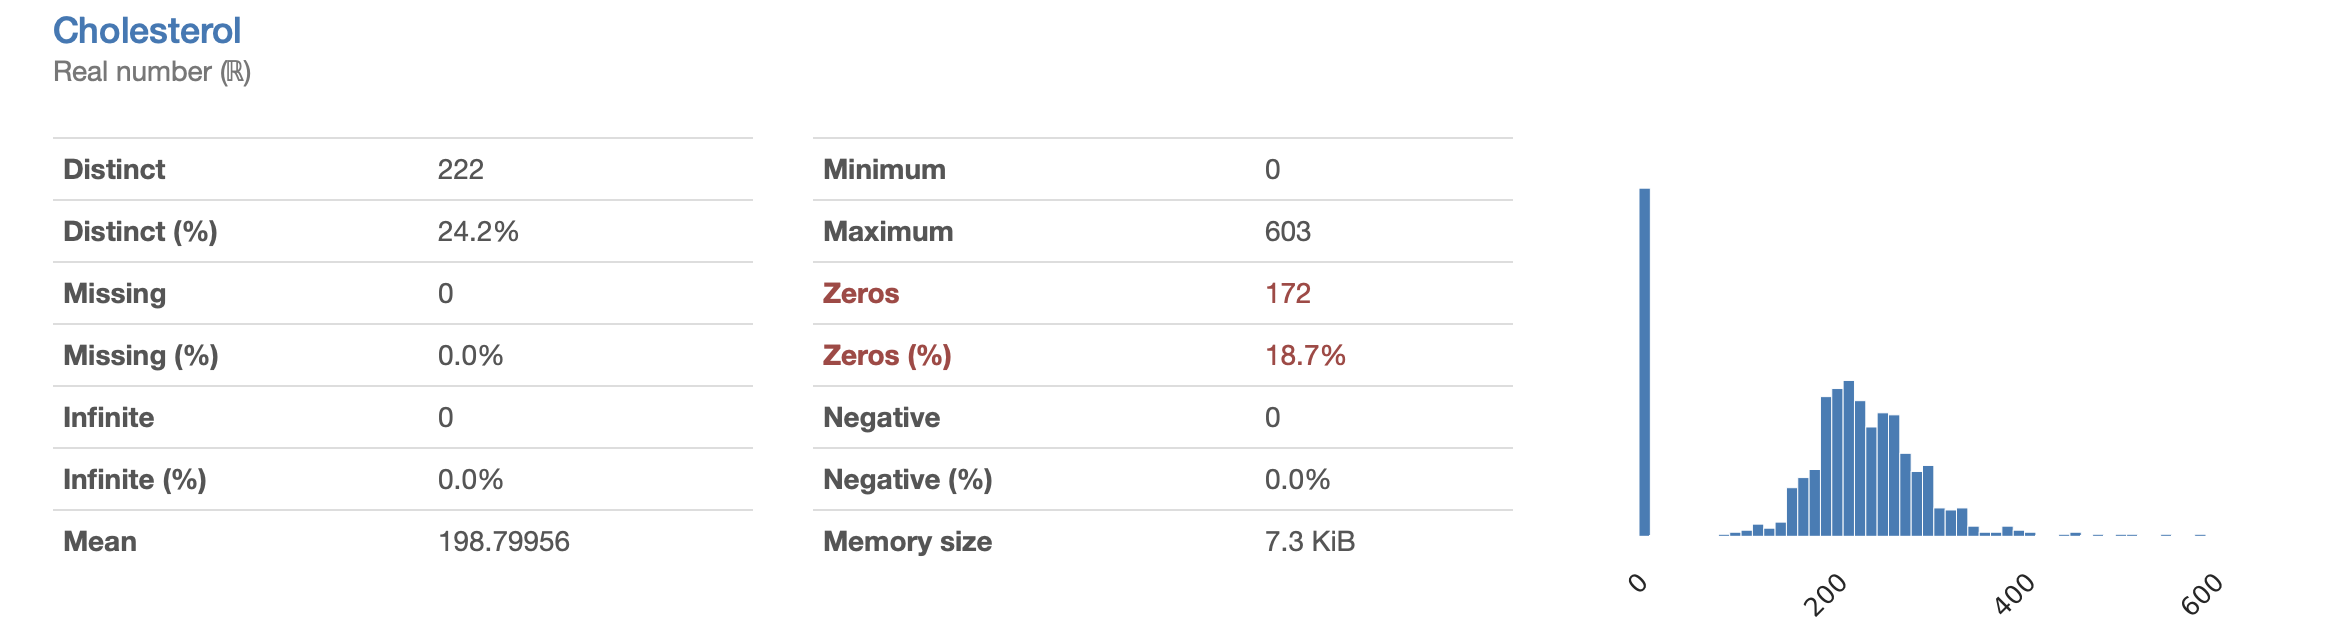 Cholesterol
Real number (ℝ)
Distinct 222
Distinct (%) 24.2%
Missing 0
Missing (%) 0.0%
Infinite 0
Infinite (%) 0.0%
Mean 198.79956
Minimum 0
Maximum 603
Zeros 172
Zeros (%) 18.7%
Negative 0
Negative (%) 0.0%
Memory size 7.3 KiB
0 200 400 600